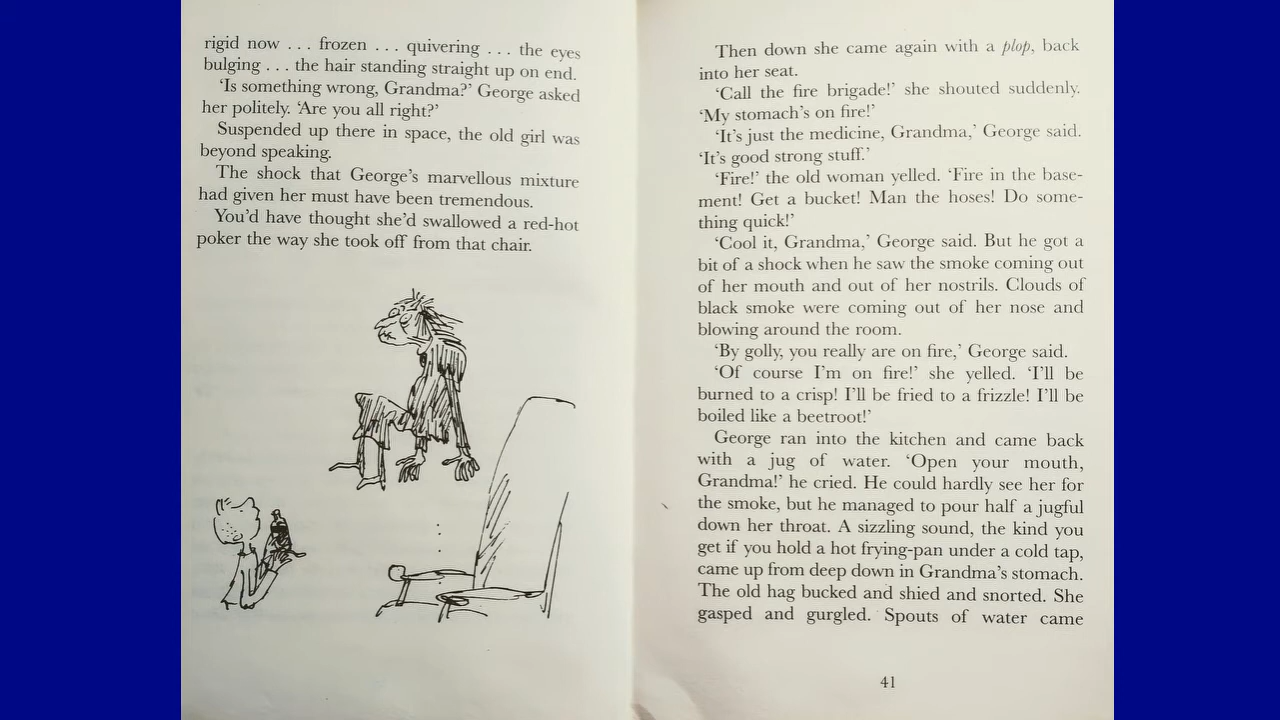 rigid now . . . frozen . . . quivering . . . the eyes
bulging . . . the hair standing straight up on end.
‘Is something wrong, Grandma?’ George asked
her politely. ‘Are you all right?’
Suspended up there in space, the old girl was
beyond speaking.
The shock that George’s marvellous mixture
had given her must have been tremendous.
You’d have thought she’d swallowed a red-hot
poker the way she took off from that chair.
Then down she came again with a plop, back
into her seat.
‘Call the fire brigade!’ she shouted suddenly.
‘My stomach’s on fire!’
‘It’s just the medicine, Grandma,’ George said.
‘It’s good strong stuff.’
‘Fire!’ the old woman yelled. ‘Fire in the base-
ment! Get a bucket! Man the hoses! Do some-
thing quick!’
‘Cool it, Grandma,’ George said. But he got a
bit of a shock when he saw the smoke coming out
of her mouth and out of her nostrils. Clouds of
black smoke were coming out of her nose and
blowing around the room.
‘By golly, you really are on fire,’ George said.
‘Of course I’m on fire!’ she yelled. ‘I’ll be
burned to a crisp! I’ll be fried to a frizzle! I’ll be
boiled like a beetroot!’
George ran into the kitchen and came back
with a jug of water. ‘Open your mouth,
Grandma!’ he cried. He could hardly see her for
the smoke, but he managed to pour half a jugful
down her throat. A sizzling sound, the kind you
get if you hold a hot frying-pan under a cold tap,
came up from deep down in Grandma’s stomach.
The old hag bucked and shied and snorted. She
gasped and gurgled. Spouts of water came
41